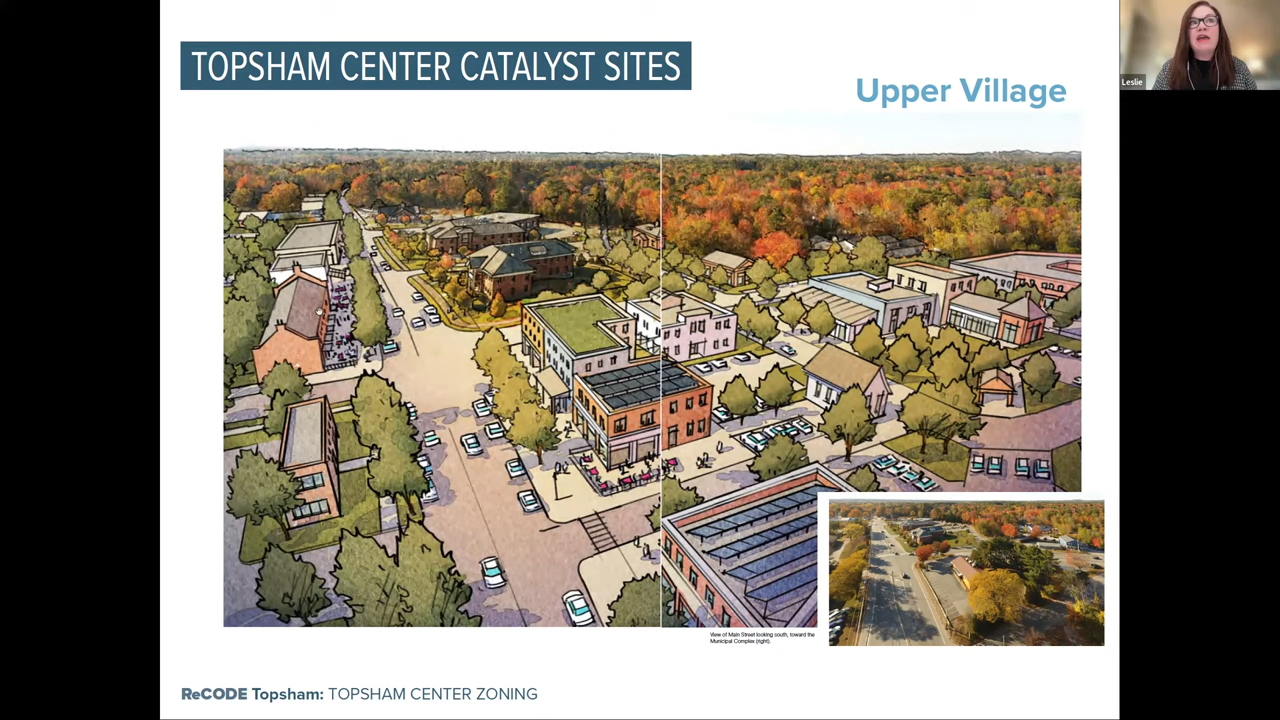 TOPSHAM CENTER CATALYST SITES
Leslie
Upper Village
View of Main Street looking south, toward the
Municipal Complex (right).
ReCODE Topsham: TOPSHAM CENTER ZONING